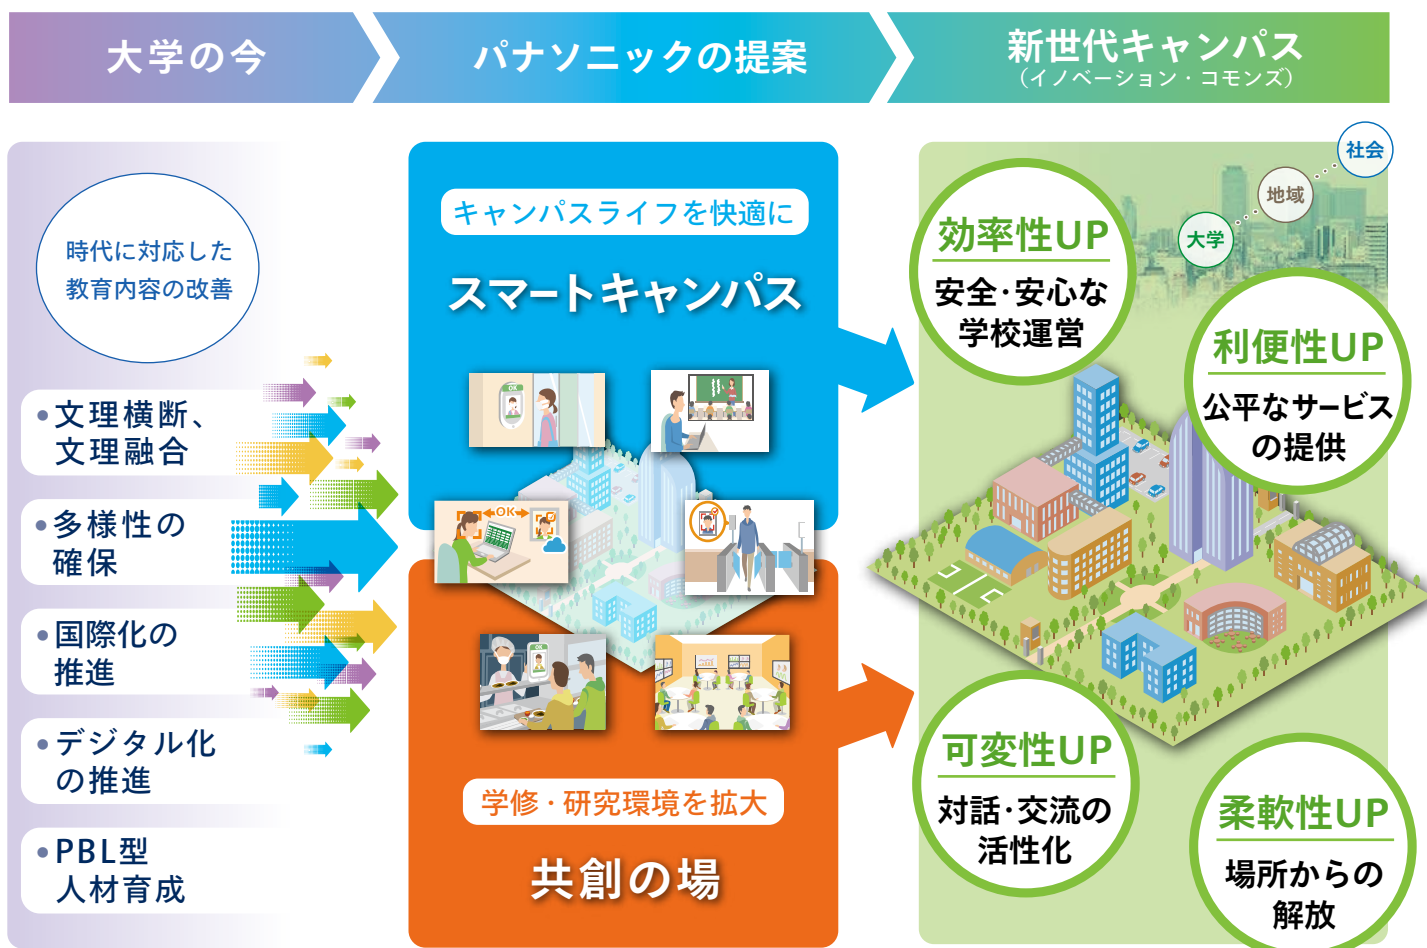 大学の今
パナソニックの提案
新世代キャンパス
（イノベーション・コモンズ）
時代に対応した
教育内容の改善
•文理横断、
文理融合
•多様性の
確保
•国際化の
推進
•デジタル化
の推進
•PBL型
人材育成
キャンパスライフを快適に
スマートキャンパス
OK
OK
OK
学修・研究環境を拡大
共創の場
社会
地域
大学
効率性UP
安全・安心な
学校運営
利便性UP
公平なサービス
の提供
可変性UP
対話・交流の
活性化
柔軟性UP
場所からの
解放